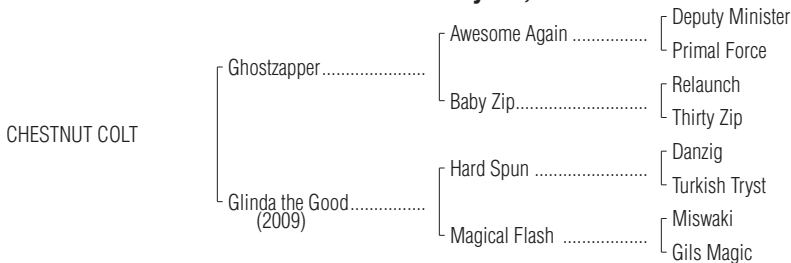 Deputy Minister
Awesome Again ................
Primal Force
Ghostzapper......................
Relaunch
Baby Zip............................
Thirty Zip
CHESTNUT COLT
Danzig
Hard Spun ........................
Turkish Tryst
Glinda the Good................
(2009)
Miswaki
Magical Flash ..................
Gils Magic